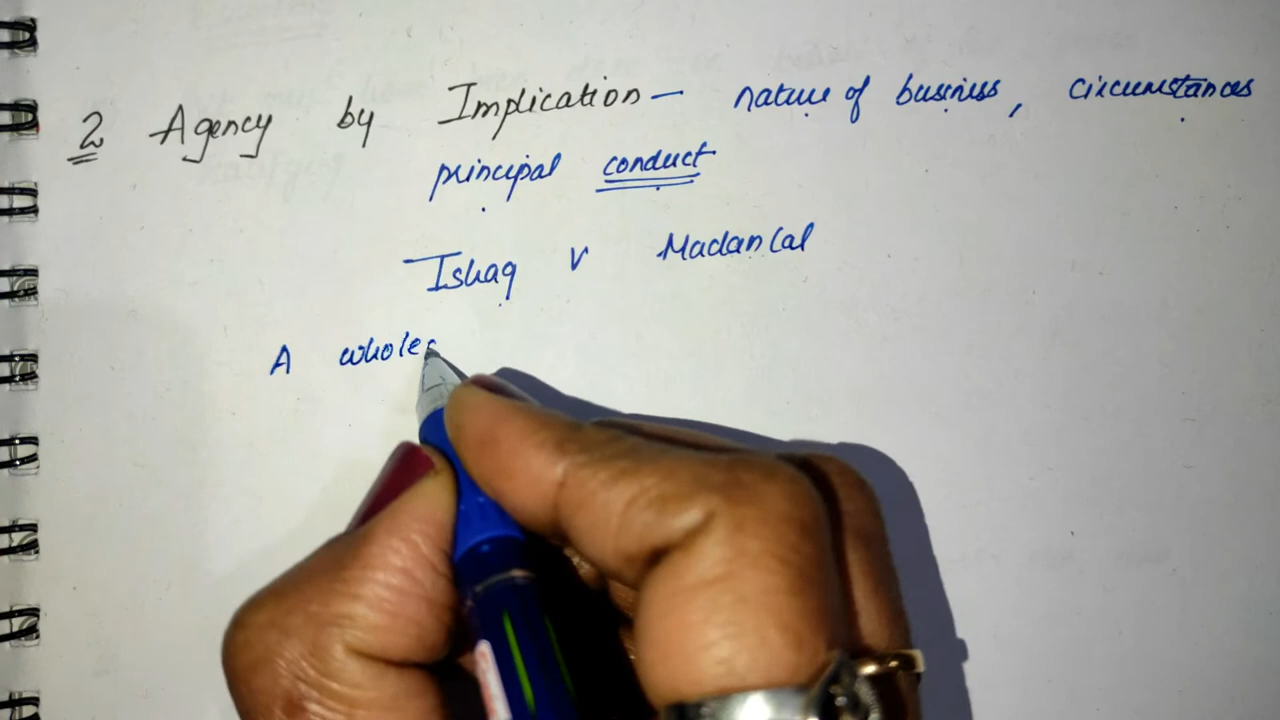 2 Agency by Implication — nature of business, circumstances
principal conduct
Ishaq v Madanlal
A wholes